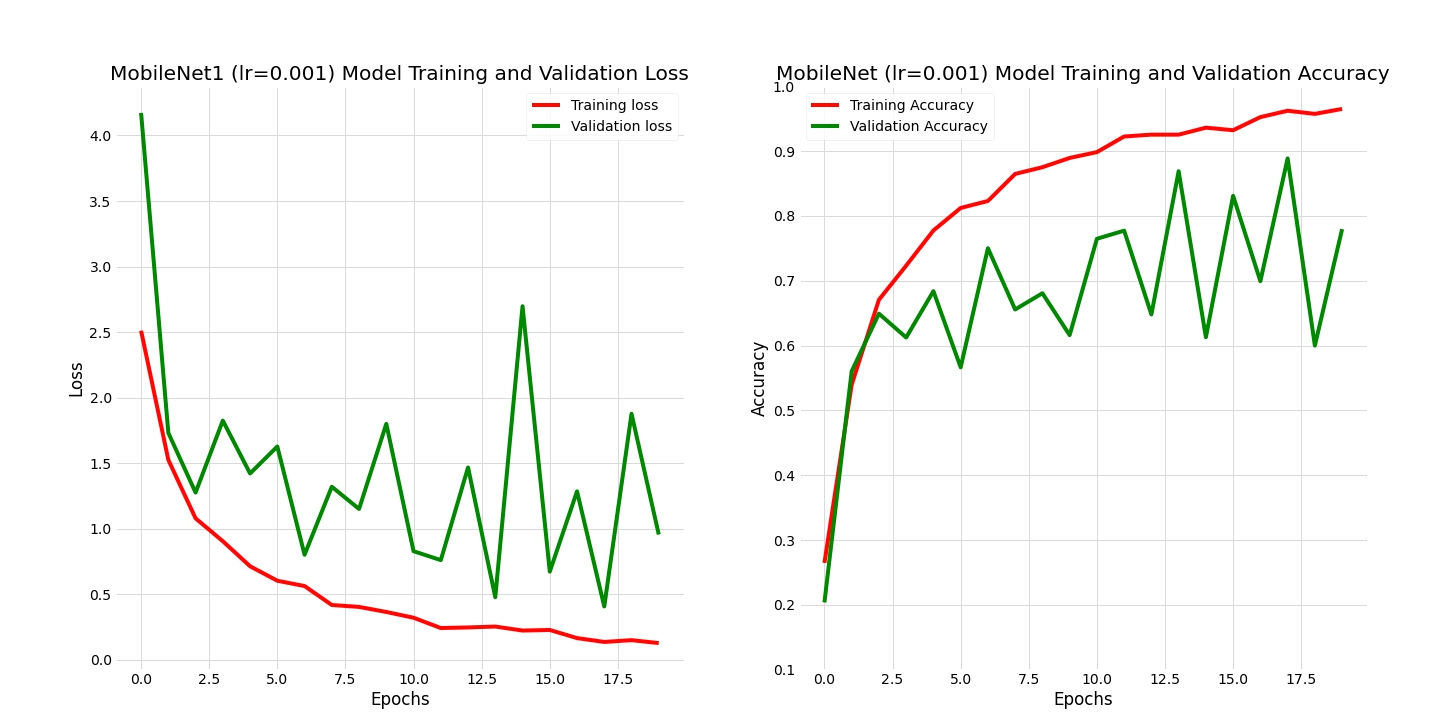 MobileNet1 (lr=0.001) Model Training and Validation Loss
Training loss
Validation loss
4.0
3.5
3.0
2.5
2.0
1.5
1.0
0.5
0.0
Loss
0.0 2.5 5.0 7.5 10.0 12.5 15.0 17.5
Epochs
MobileNet (lr=0.001) Model Training and Validation Accuracy
Training Accuracy
Validation Accuracy
1.0
0.9
0.8
0.7
0.6
0.5
0.4
0.3
0.2
0.1
Accuracy
0.0 2.5 5.0 7.5 10.0 12.5 15.0 17.5
Epochs